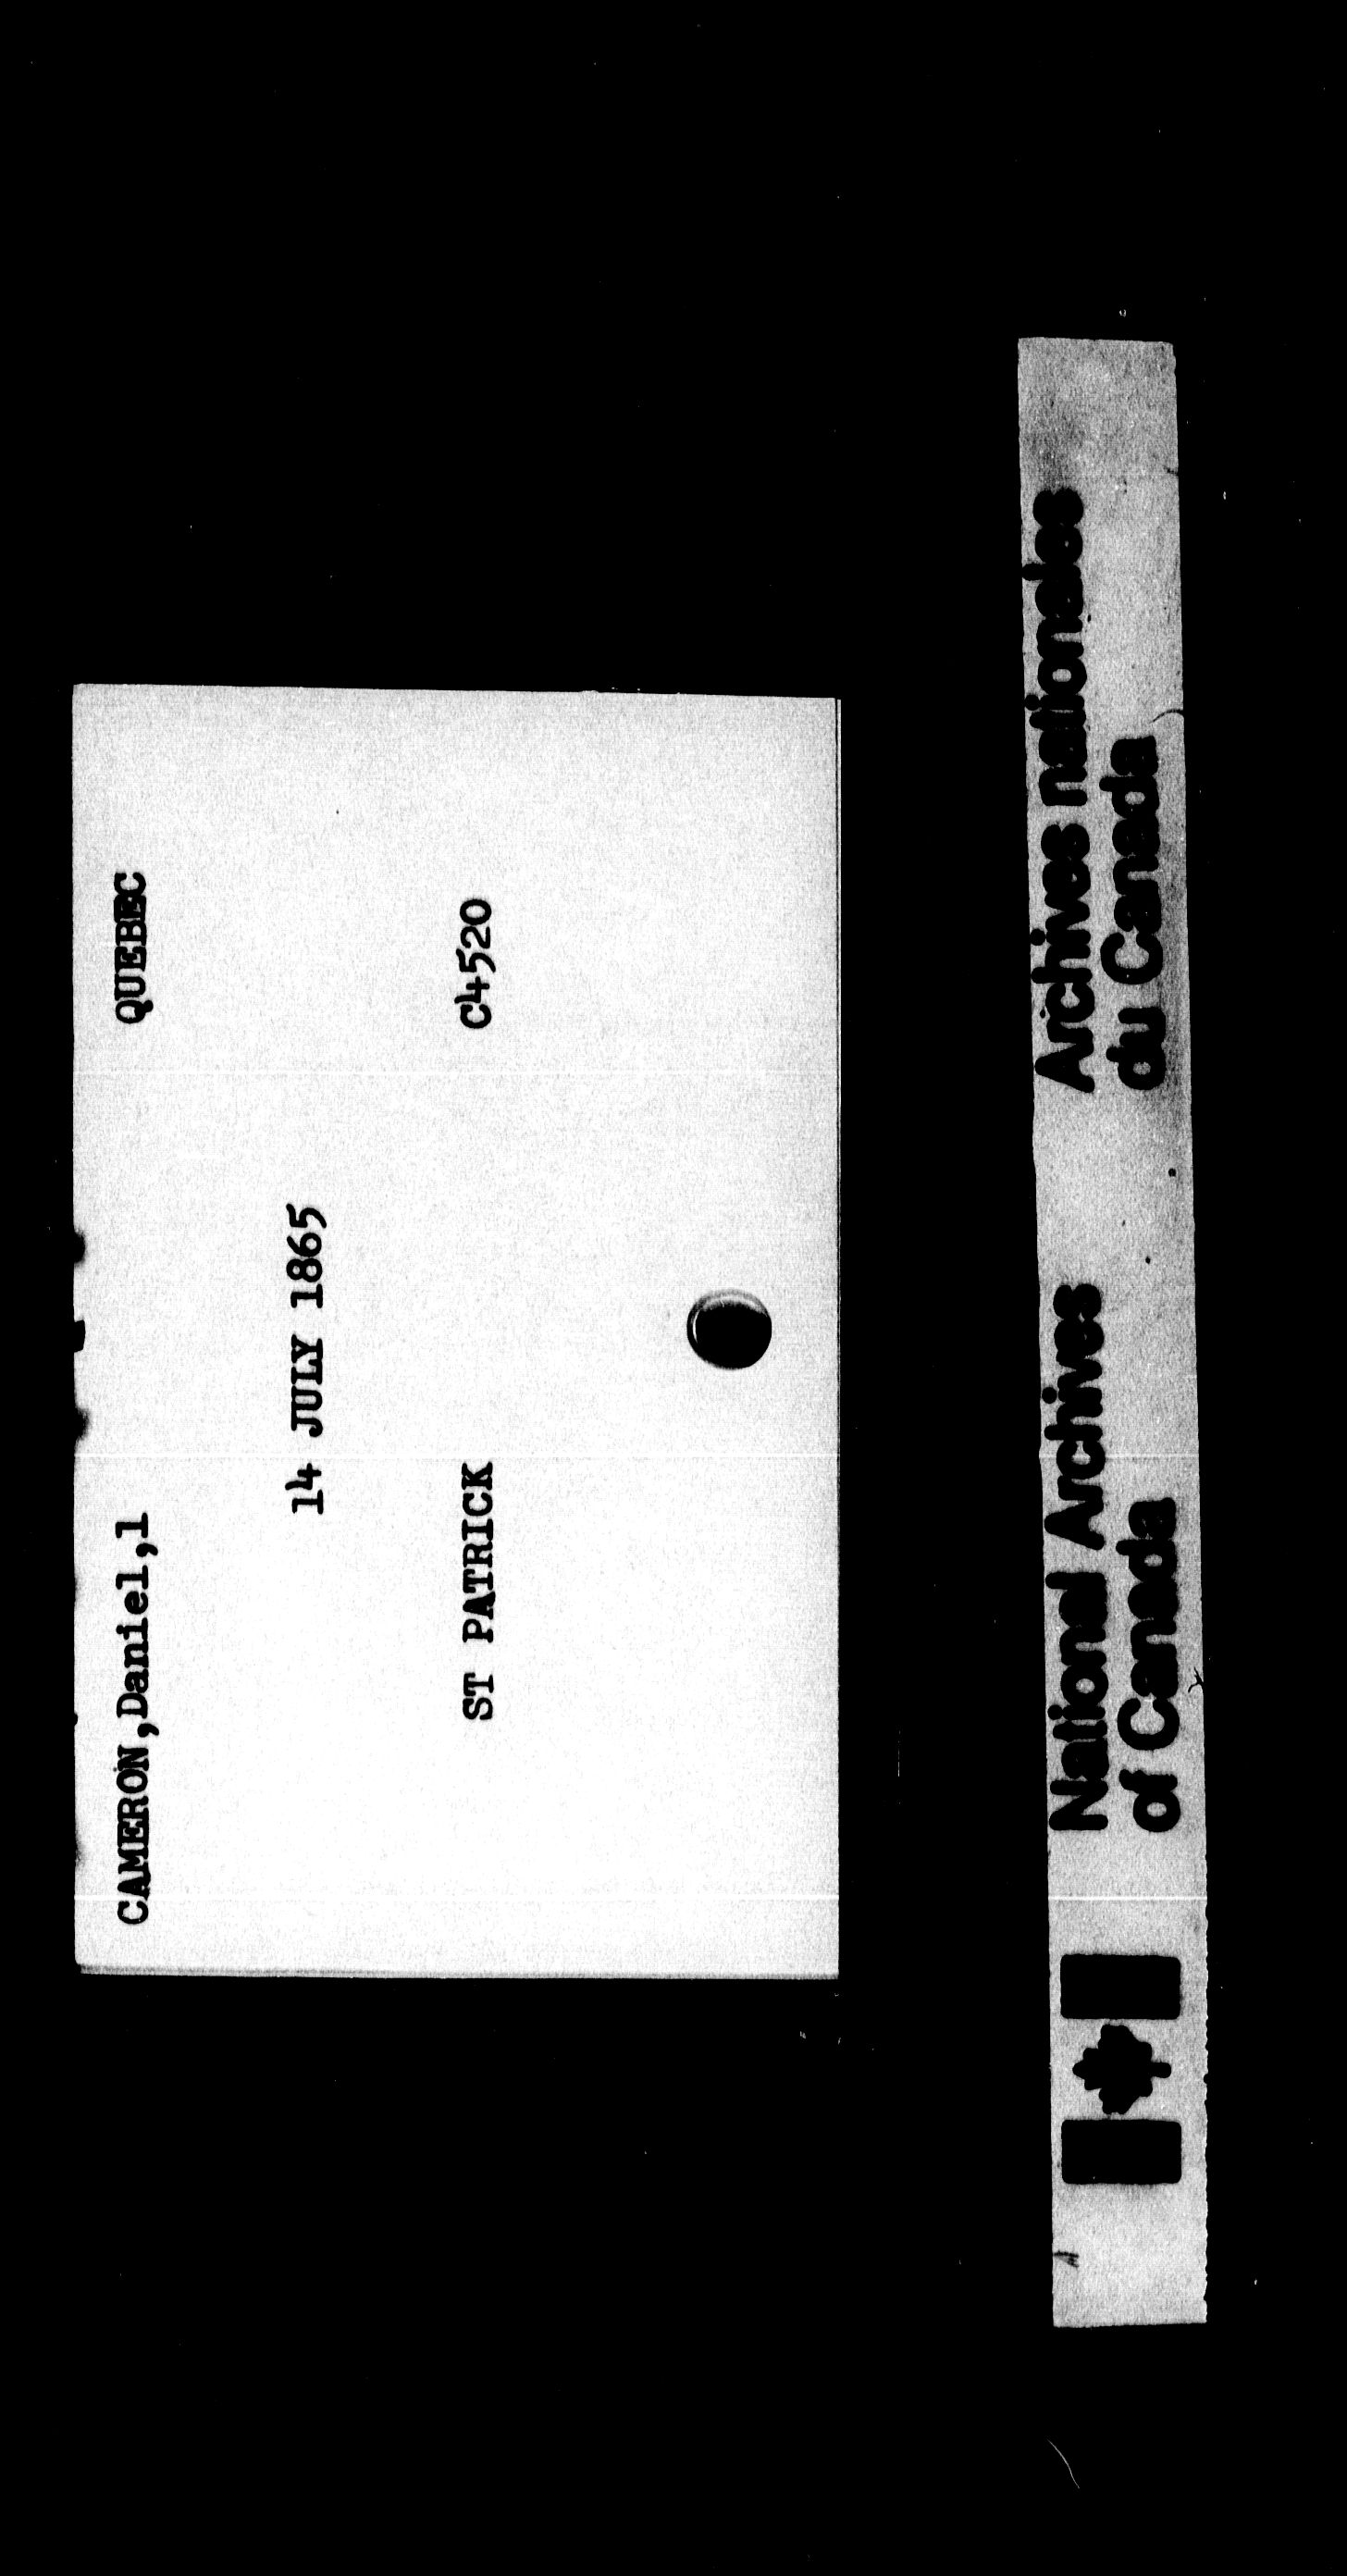 CAMERON,Daniel,1 QUEBEC
14 JULY 1865
ST PATRICK C4520
National Archives Archives nationales
of Canada du Canada